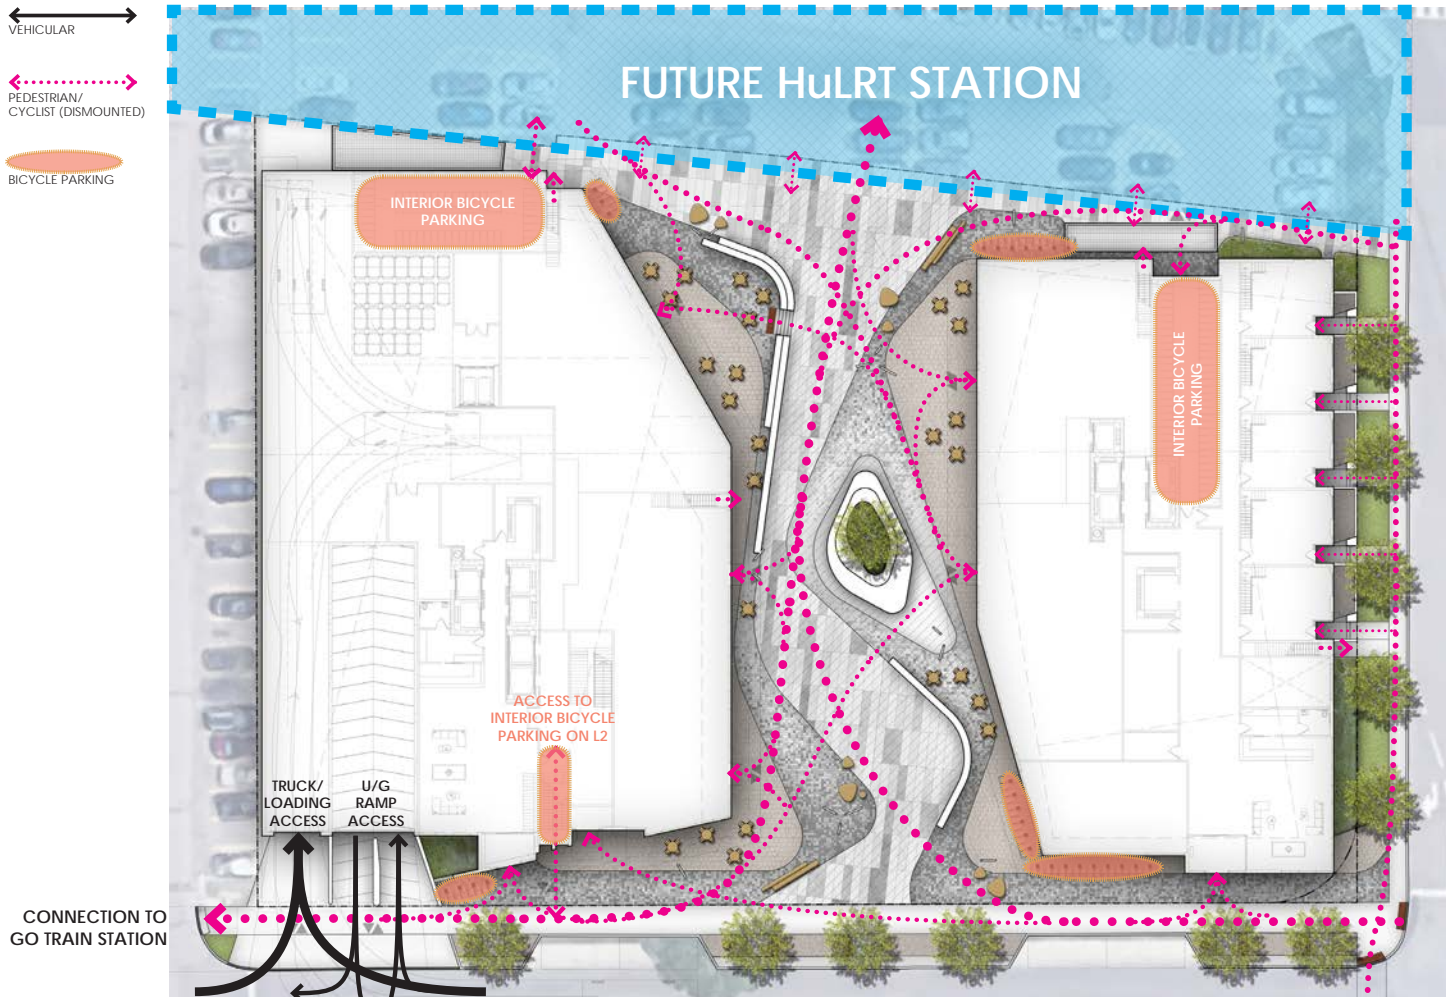 VEHICULAR
PEDESTRIAN/
CYCLIST (DISMOUNTED)
BICYCLE PARKING
FUTURE HuLRT STATION
INTERIOR BICYCLE
PARKING
INTERIOR BICYCLE
PARKING
ACCESS TO
INTERIOR BICYCLE
PARKING ON L2
TRUCK/
LOADING
ACCESS
U/G
RAMP
ACCESS
CONNECTION TO
GO TRAIN STATION